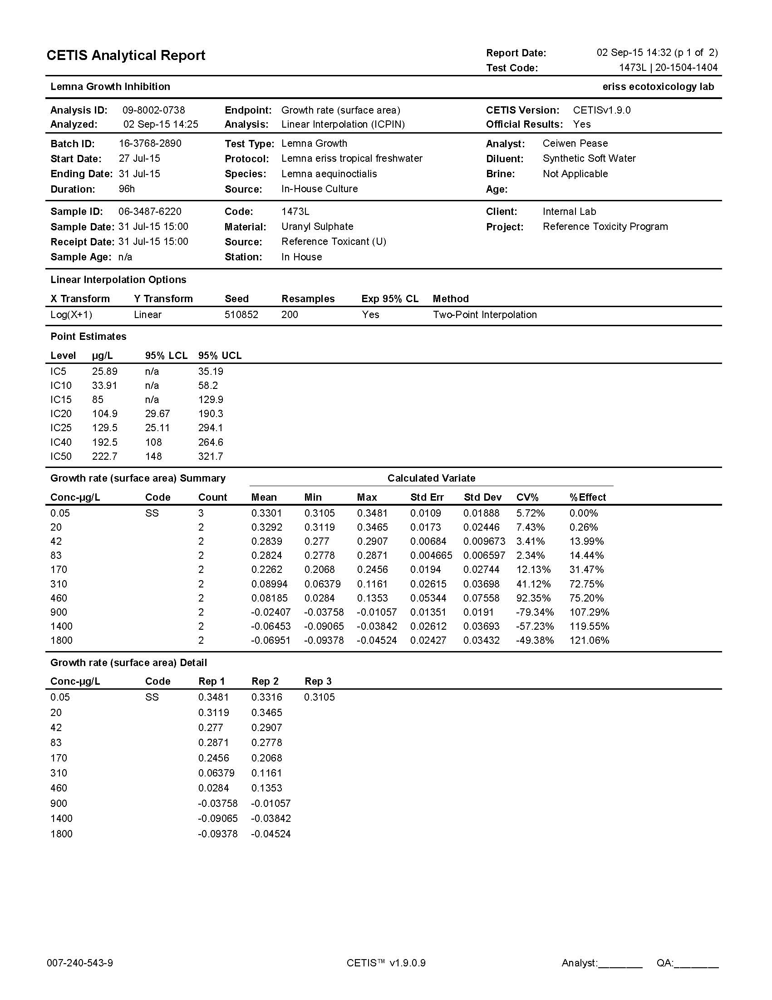 CETIS Analytical Report
Report Date: 02 Sep-15 14:32 (p 1 of 2)
Test Code: 1473L | 20-1504-1404
Lemna Growth Inhibition eriss ecotoxicology lab
Analysis ID: 09-8002-0738 Endpoint: Growth rate (surface area) CETIS Version: CETISv1.9.0
Analyzed: 02 Sep-15 14:25 Analysis: Linear Interpolation (ICPIN) Official Results: Yes
Batch ID: 16-3768-2890 Test Type: Lemna Growth Analyst: Ceiwen Pease
Start Date: 27 Jul-15 Protocol: Lemna eriss tropical freshwater Diluent: Synthetic Soft Water
Ending Date: 31 Jul-15 Species: Lemna aequinoctialis Brine: Not Applicable
Duration: 96h Source: In-House Culture Age:
Sample ID: 06-3487-6220 Code: 1473L Client: Internal Lab
Sample Date: 31 Jul-15 15:00 Material: Uranyl Sulphate Project: Reference Toxicity Program
Receipt Date: 31 Jul-15 15:00 Source: Reference Toxicant (U)
Sample Age: n/a Station: In House
Linear Interpolation Options
X Transform Y Transform Seed Resamples Exp 95% CL Method
Log(X+1) Linear 510852 200 Yes Two-Point Interpolation
Point Estimates
Level µg/L 95% LCL 95% UCL
IC5 25.89 n/a 35.19
IC10 33.91 n/a 58.2
IC15 85 n/a 129.9
IC20 104.9 29.67 190.3
IC25 129.5 25.11 294.1
IC40 192.5 108 264.6
IC50 222.7 148 321.7
Growth rate (surface area) Summary Calculated Variate
Conc-µg/L Code Count Mean Min Max Std Err Std Dev CV% %Effect
0.05 SS 3 0.3301 0.3105 0.3481 0.0109 0.01888 5.72% 0.00%
20 2 0.3292 0.3119 0.3465 0.0173 0.02446 7.43% 0.26%
42 2 0.2839 0.277 0.2907 0.00684 0.009673 3.41% 13.99%
83 2 0.2824 0.2778 0.2871 0.004665 0.006597 2.34% 14.44%
170 2 0.2262 0.2068 0.2456 0.0194 0.02744 12.13% 31.47%
310 2 0.08994 0.06379 0.1161 0.02615 0.03698 41.12% 72.75%
460 2 0.08185 0.0284 0.1353 0.05344 0.07558 92.35% 75.20%
900 2 -0.02407 -0.03758 -0.01057 0.01351 0.0191 -79.34% 107.29%
1400 2 -0.06453 -0.09065 -0.03842 0.02612 0.03693 -57.23% 119.55%
1800 2 -0.06951 -0.09378 -0.04524 0.02427 0.03432 -49.38% 121.06%
Growth rate (surface area) Detail
Conc-µg/L Code Rep 1 Rep 2 Rep 3
0.05 SS 0.3481 0.3316 0.3105
20 0.3119 0.3465
42 0.277 0.2907
83 0.2871 0.2778
170 0.2456 0.2068
310 0.06379 0.1161
460 0.0284 0.1353
900 -0.03758 -0.01057
1400 -0.09065 -0.03842
1800 -0.09378 -0.04524
007-240-543-9 CETIS™ v1.9.0.9 Analyst:________ QA:________